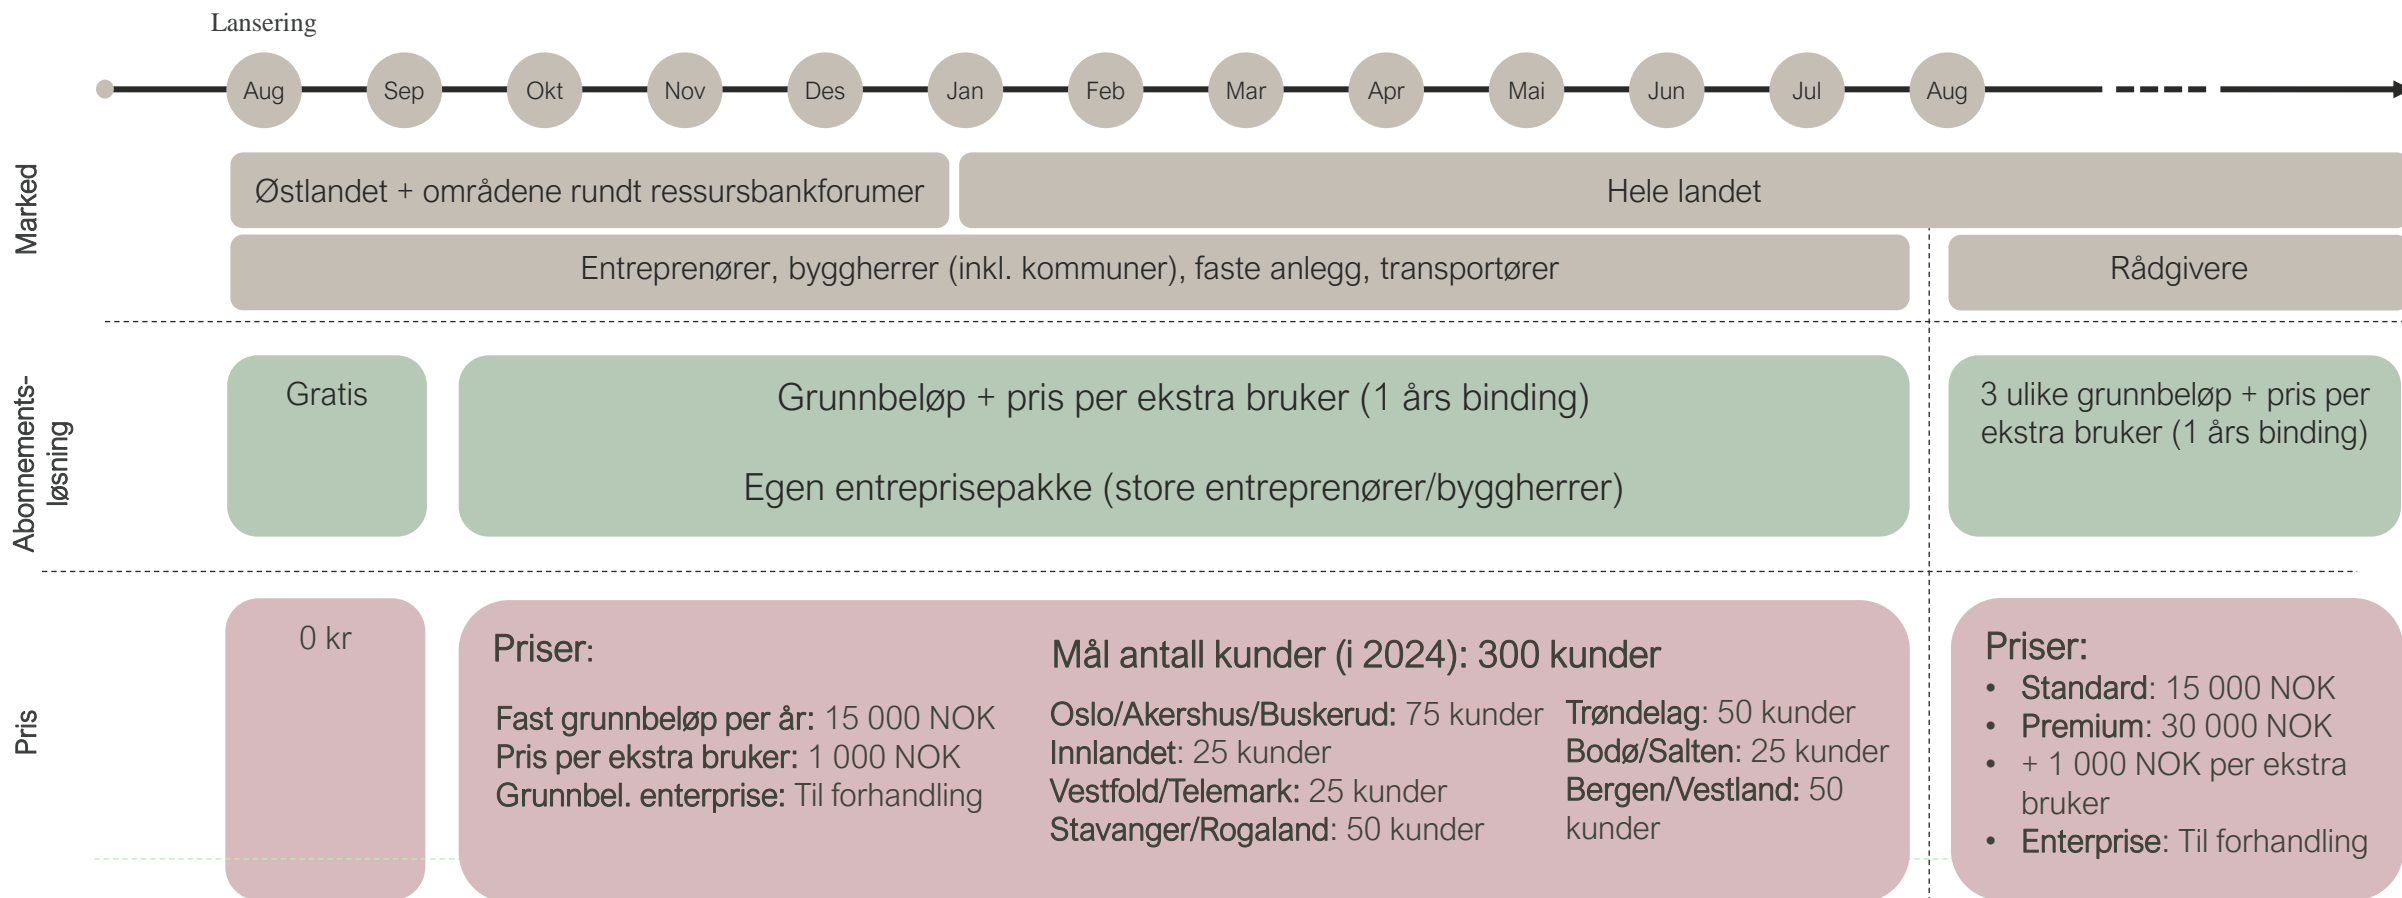 Lansering
Aug
Sep
Okt
Nov
Des
Jan
Feb
Mar
Apr
Mai
Jun
Jul
Aug
Marked
Østlandet + områdene rundt ressursbankforumer
Hele landet
Entreprenører, byggherrer (inkl. kommuner), faste anlegg, transportører
Rådgivere
Abonnements-
løsning
Gratis
Grunnbeløp + pris per ekstra bruker (1 års binding)
Egen entreprisepakke (store entreprenører/byggherrer)
3 ulike grunnbeløp + pris per
ekstra bruker (1 års binding)
Pris
0 kr
Priser:
Fast grunnbeløp per år: 15 000 NOK
Pris per ekstra bruker: 1 000 NOK
Grunnbel. enterprise: Til forhandling
Mål antall kunder (i 2024): 300 kunder
Oslo/Akershus/Buskerud: 75 kunder
Innlandet: 25 kunder
Vestfold/Telemark: 25 kunder
Stavanger/Rogaland: 50 kunder
Trøndelag: 50 kunder
Bodø/Salten: 25 kunder
Bergen/Vestland: 50
kunder
Priser:
• Standard: 15 000 NOK
• Premium: 30 000 NOK
• + 1 000 NOK per ekstra
bruker
• Enterprise: Til forhandling